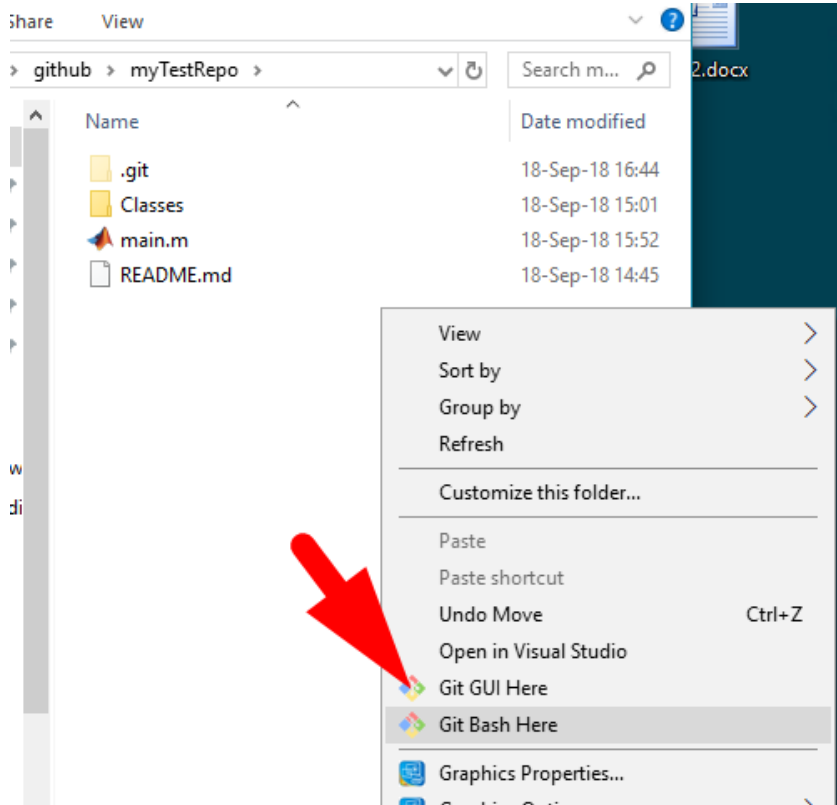 Share View
github > myTestRepo >
Search m...
2.docx
Name Date modified
.git 18-Sep-18 16:44
Classes 18-Sep-18 15:01
main.m 18-Sep-18 15:52
README.md 18-Sep-18 14:45
View
Sort by
Group by
Refresh
Customize this folder...
Paste
Paste shortcut
Undo Move Ctrl+Z
Open in Visual Studio
Git GUI Here
Git Bash Here
Graphics Properties...